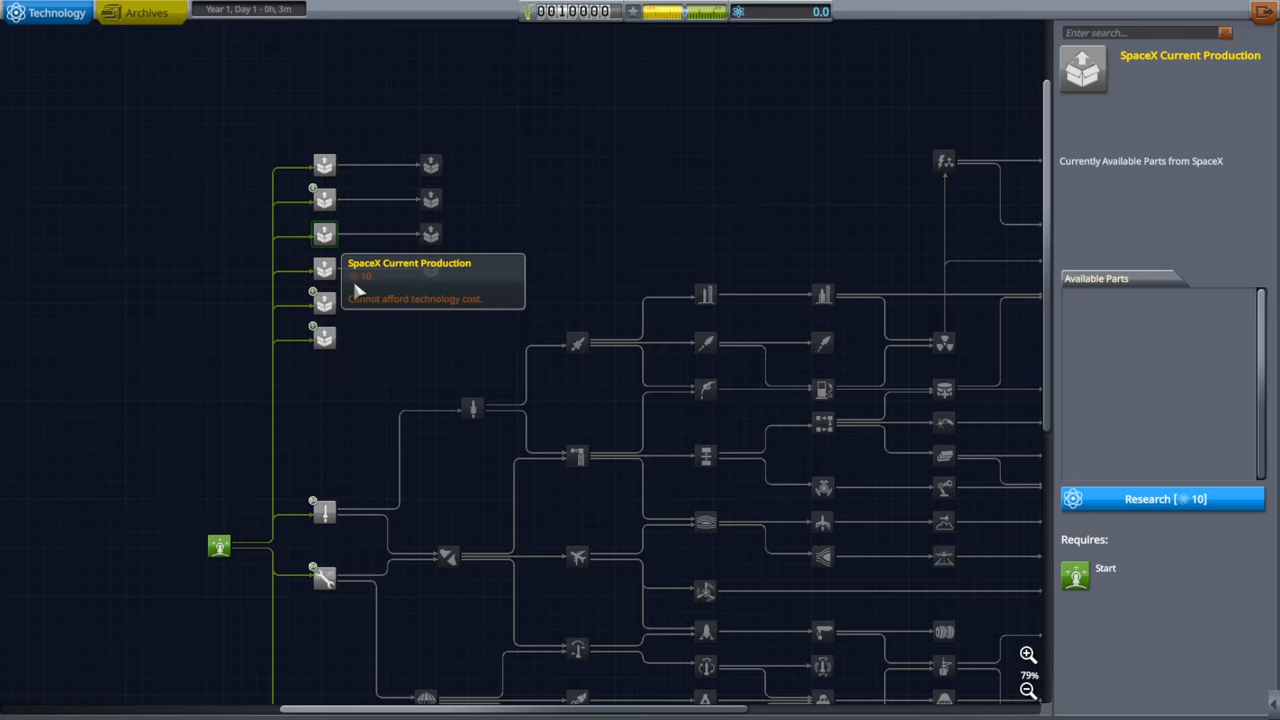 Technology
Archives
Year 1, Day 1 - 0h, 3m
0010000
0.0
Enter search...
SpaceX Current Production
Currently Available Parts from SpaceX
SpaceX Current Production
10
Cannot afford technology cost.
Available Parts
Research [ 10]
Requires:
Start
79%